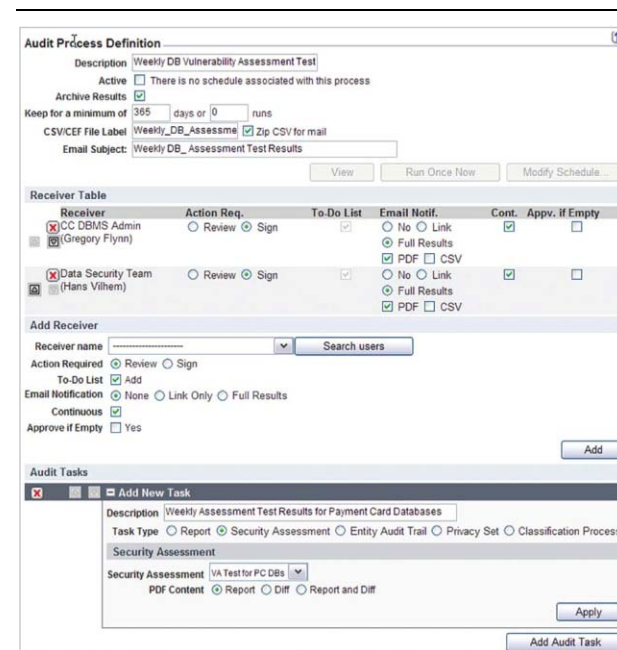 Audit Process Definition
Description Weekly DB Vulnerability Assessment Test
Active There is no schedule associated with this process
Archive Results
Keep for a minimum of 365 days or 0 runs
CSV/CEF File Label Weekly_DB_Assessme Zip CSV for mail
Email Subject: Weekly DB_ Assessment Test Results
View Run Once Now Modify Schedule...
Receiver Table
Receiver Action Req. To-Do List Email Notif. Cont. Appv. if Empty
CC DBMS Admin Review Sign No Link
(Gregory Flynn) Full Results
PDF CSV
Data Security Team Review Sign No Link
(Hans Vilhem) Full Results
PDF CSV
Add Receiver
Receiver name ---------------------- Search users
Action Required Review Sign
To-Do List Add
Email Notification None Link Only Full Results
Continuous
Approve if Empty Yes
Add
Audit Tasks
Add New Task
Description Weekly Assessment Test Results for Payment Card Databases
Task Type Report Security Assessment Entity Audit Trail Privacy Set Classification Proces
Security Assessment
Security Assessment VA Test for PC DBs
PDF Content Report Diff Report and Diff
Apply
Add Audit Task